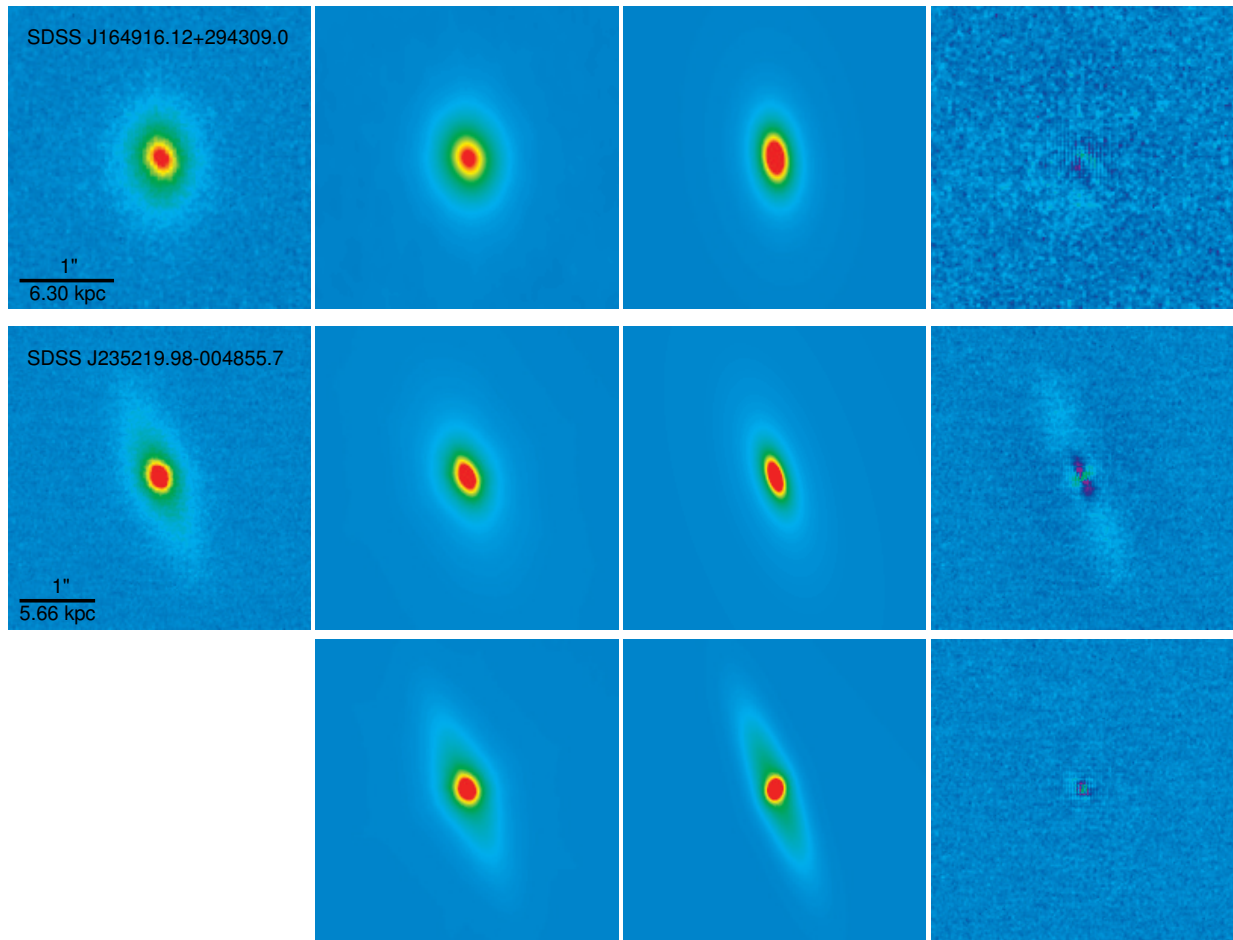 SDSS J164916.12+294309.0
1"
6.30 kpc
SDSS J235219.98-004855.7
1"
5.66 kpc